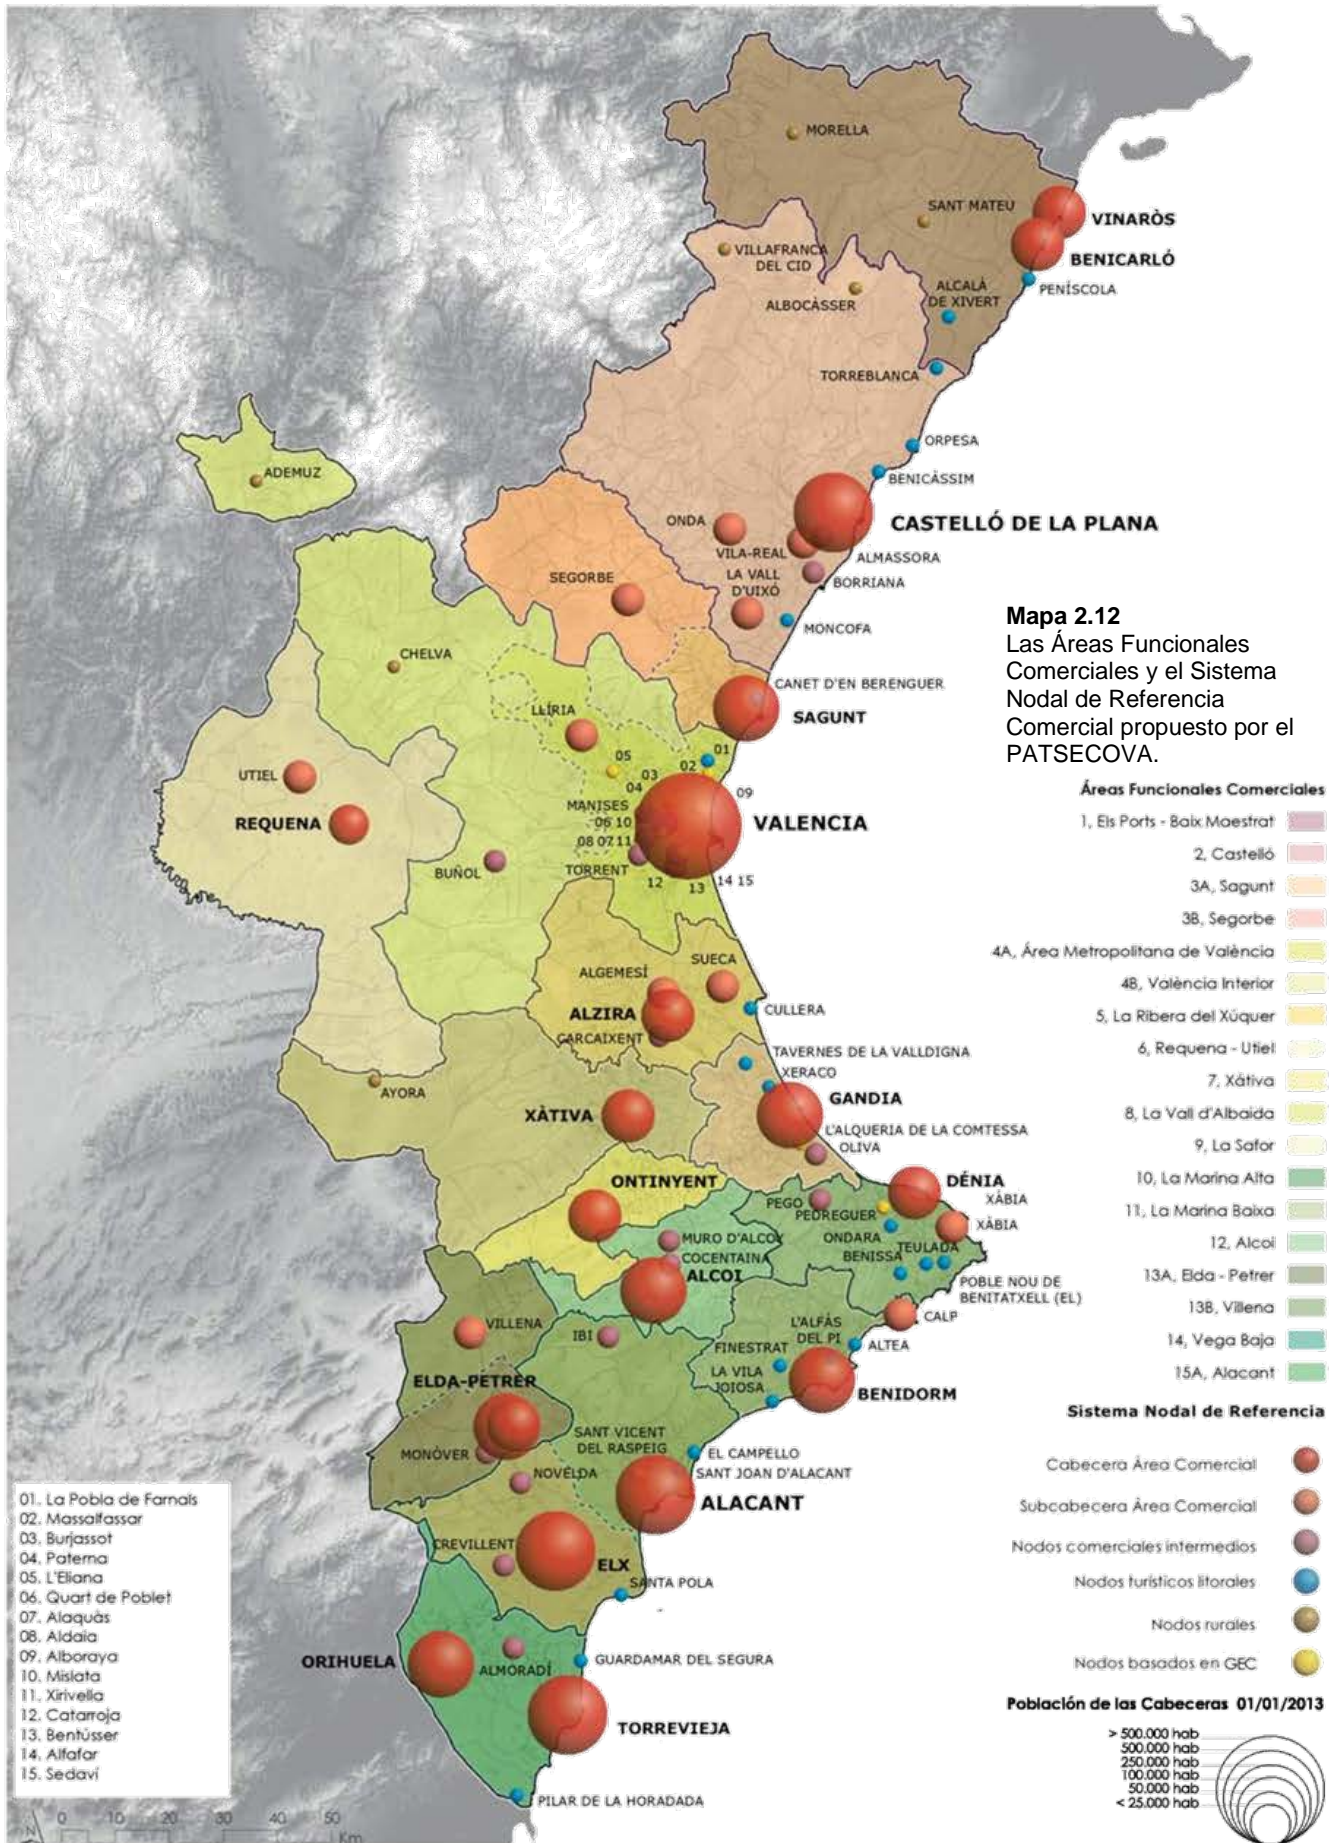 MORELLA
SANT MATEU
VINARÒS
VILLAFRANCA
DEL CID
BENICARLÓ
ALBOCÀSSER
ALCALÀ
DE XIVERT
PENÍSCOLA
TORREBLANCA
ORPESA
ADEMUZ
BENICÀSSIM
ONDA
CASTELLÓ DE LA PLANA
VILA-REAL
ALMASSORA
SEGORBE
LA VALL
D'UIXÓ
BORRIANA
MONCOFA
CHELVA
CANET D'EN BERENGUER
LLÍRIA
SAGUNT
05
01
02
03
04
09
UTIEL
MANISES
06 10
REQUENA
VALENCIA
08 07 11
BUÑOL
TORRENT
12
13
14 15
ALGEMESÍ
SUECA
ALZIRA
CULLERA
CARCAIXENT
TAVERNES DE LA VALLDIGNA
XERACO
AYORA
XÀTIVA
GANDIA
L'ALQUERIA DE LA COMTESSA
OLIVA
ONTINYENT
DÉNIA
PEGO
XÀBIA
PEDREGUER
XÀBIA
MURO D'ALCOY
ONDARA
TEULADA
COCENTAINA
BENISSA
ALCOI
POBLE NOU DE
BENITATXELL (EL)
VILLENA
IBI
L'ALFÀS
DEL PI
CALP
FINESTRAT
ALTEA
ELDA-PETRER
LA VILA
JOIOSA
BENIDORM
SANT VICENT
DEL RASPEIG
MONÒVER
EL CAMPELLO
NOVELDA
SANT JOAN D'ALACANT
ALACANT
CREVILLENT
ELX
SANTA POLA
ORIHUELA
ALMORADÍ
GUARDAMAR DEL SEGURA
TORREVIEJA
PILAR DE LA HORADADA
Mapa 2.12
Las Áreas Funcionales
Comerciales y el Sistema
Nodal de Referencia
Comercial propuesto por el
PATSECOVA.
Áreas Funcionales Comerciales
1, Els Ports - Baix Maestrat
2, Castelló
3A, Sagunt
3B, Segorbe
4A, Área Metropolitana de València
4B, València Interior
5, La Ribera del Xúquer
6, Requena - Utiel
7, Xàtiva
8, La Vall d'Albaida
9, La Safor
10, La Marina Alta
11, La Marina Baixa
12, Alcoi
13A, Elda - Petrer
13B, Villena
14, Vega Baja
15A, Alacant
Sistema Nodal de Referencia
Cabecera Área Comercial
Subcabecera Área Comercial
Nodos comerciales intermedios
Nodos turísticos litorales
Nodos rurales
Nodos basados en GEC
Población de las Cabeceras 01/01/2013
> 500.000 hab
500.000 hab
250.000 hab
100.000 hab
50.000 hab
< 25.000 hab
01. La Pobla de Farnals
02. Massalfassar
03. Burjassot
04. Paterna
05. L'Eliana
06. Quart de Poblet
07. Alaquàs
08. Aldaia
09. Alboraya
10. Mislata
11. Xirivella
12. Catarroja
13. Bentússer
14. Alfafar
15. Sedaví
N
0 10 20 30 40 50
Km